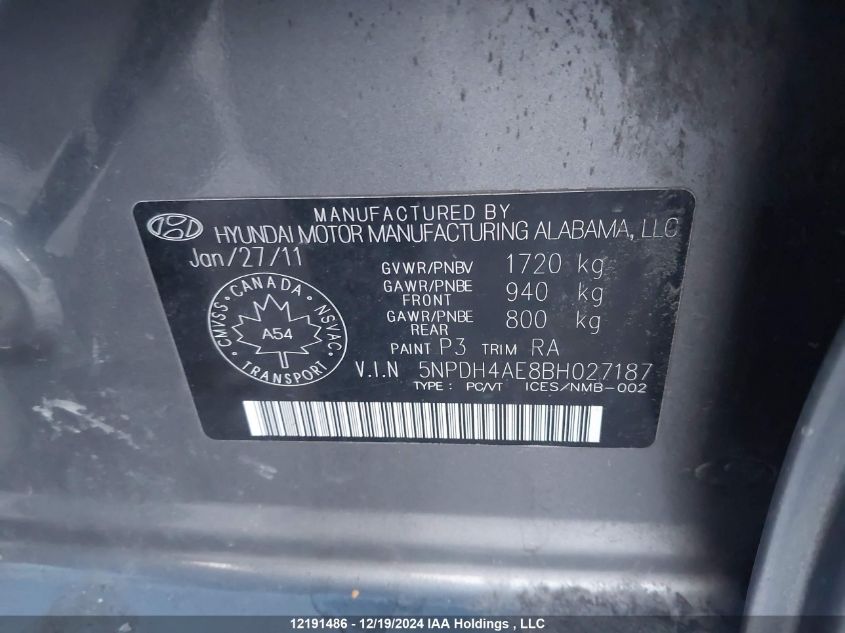 MANUFACTURED BY
HYUNDAI MOTOR MANUFACTURING ALABAMA, LLC
Jan/27/11
GVWR/PNBV 1720 kg
GAWR/PNBE FRONT 940 kg
GAWR/PNBE REAR 800 kg
CMVSS · CANADA · NSVAC · TRANSPORT
A54
PAINT P3 TRIM RA
V.I.N 5NPDH4AE8BH027187
TYPE : PC/VT ICES/NMB-002
12191486 - 12/19/2024 IAA Holdings , LLC